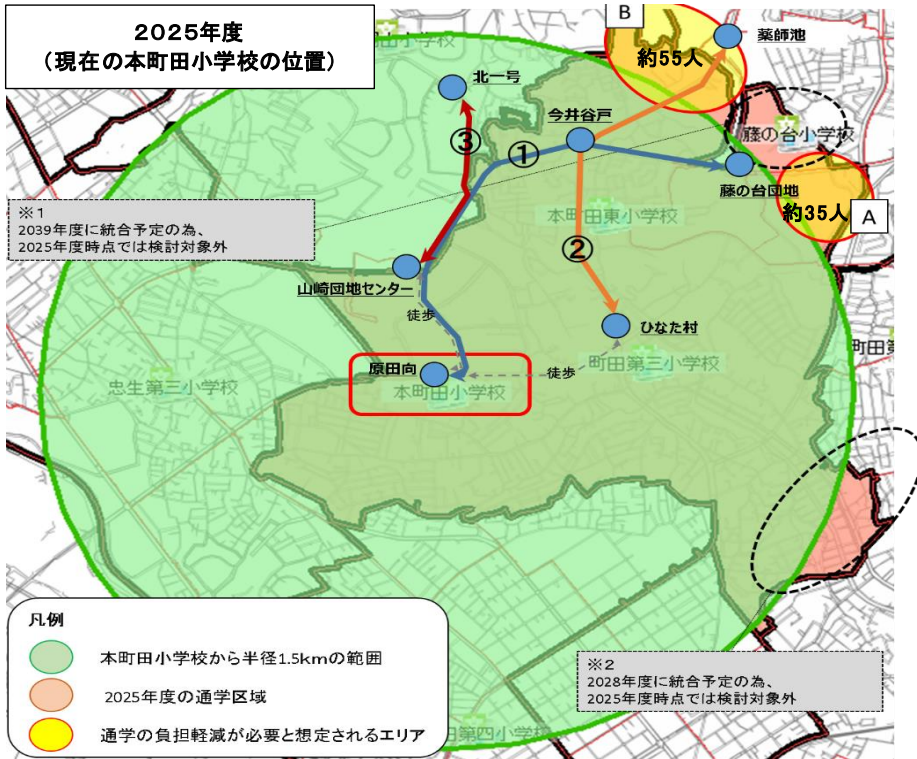 2025年度
（現在の本町田小学校の位置）
B
薬師池
約55人
北一号
今井谷戸
藤の台小学校
③
①
藤の台団地
約35人
A
※1
2039年度に統合予定の為、
2025年度時点では検討対象外
本町田東小学校
②
山崎団地センター
徒歩
ひなた村
原田向
徒歩
町田第三小学校
忠生第三小学校
本町田小学校
凡例
本町田小学校から半径1.5kmの範囲
2025年度の通学区域
通学の負担軽減が必要と想定されるエリア
※2
2028年度に統合予定の為、
2025年度時点では検討対象外